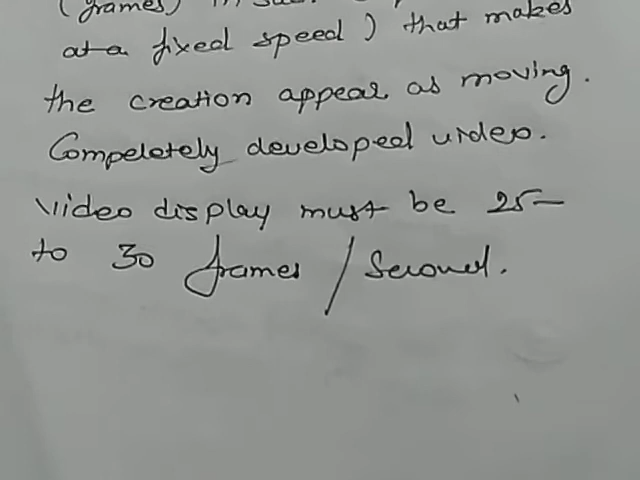 (frames)
at a fixed speed) that makes
the creation appear as moving.
Compeletely developed video.
Video display must be 25
to 30 frames / Second.